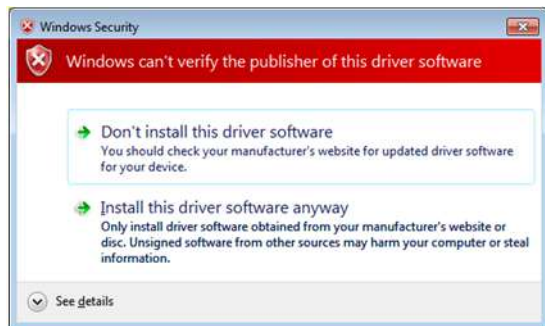 Windows Security
Windows can't verify the publisher of this driver software
Don't install this driver software
You should check your manufacturer's website for updated driver software
for your device.
Install this driver software anyway
Only install driver software obtained from your manufacturer's website or
disc. Unsigned software from other sources may harm your computer or steal
information.
See details